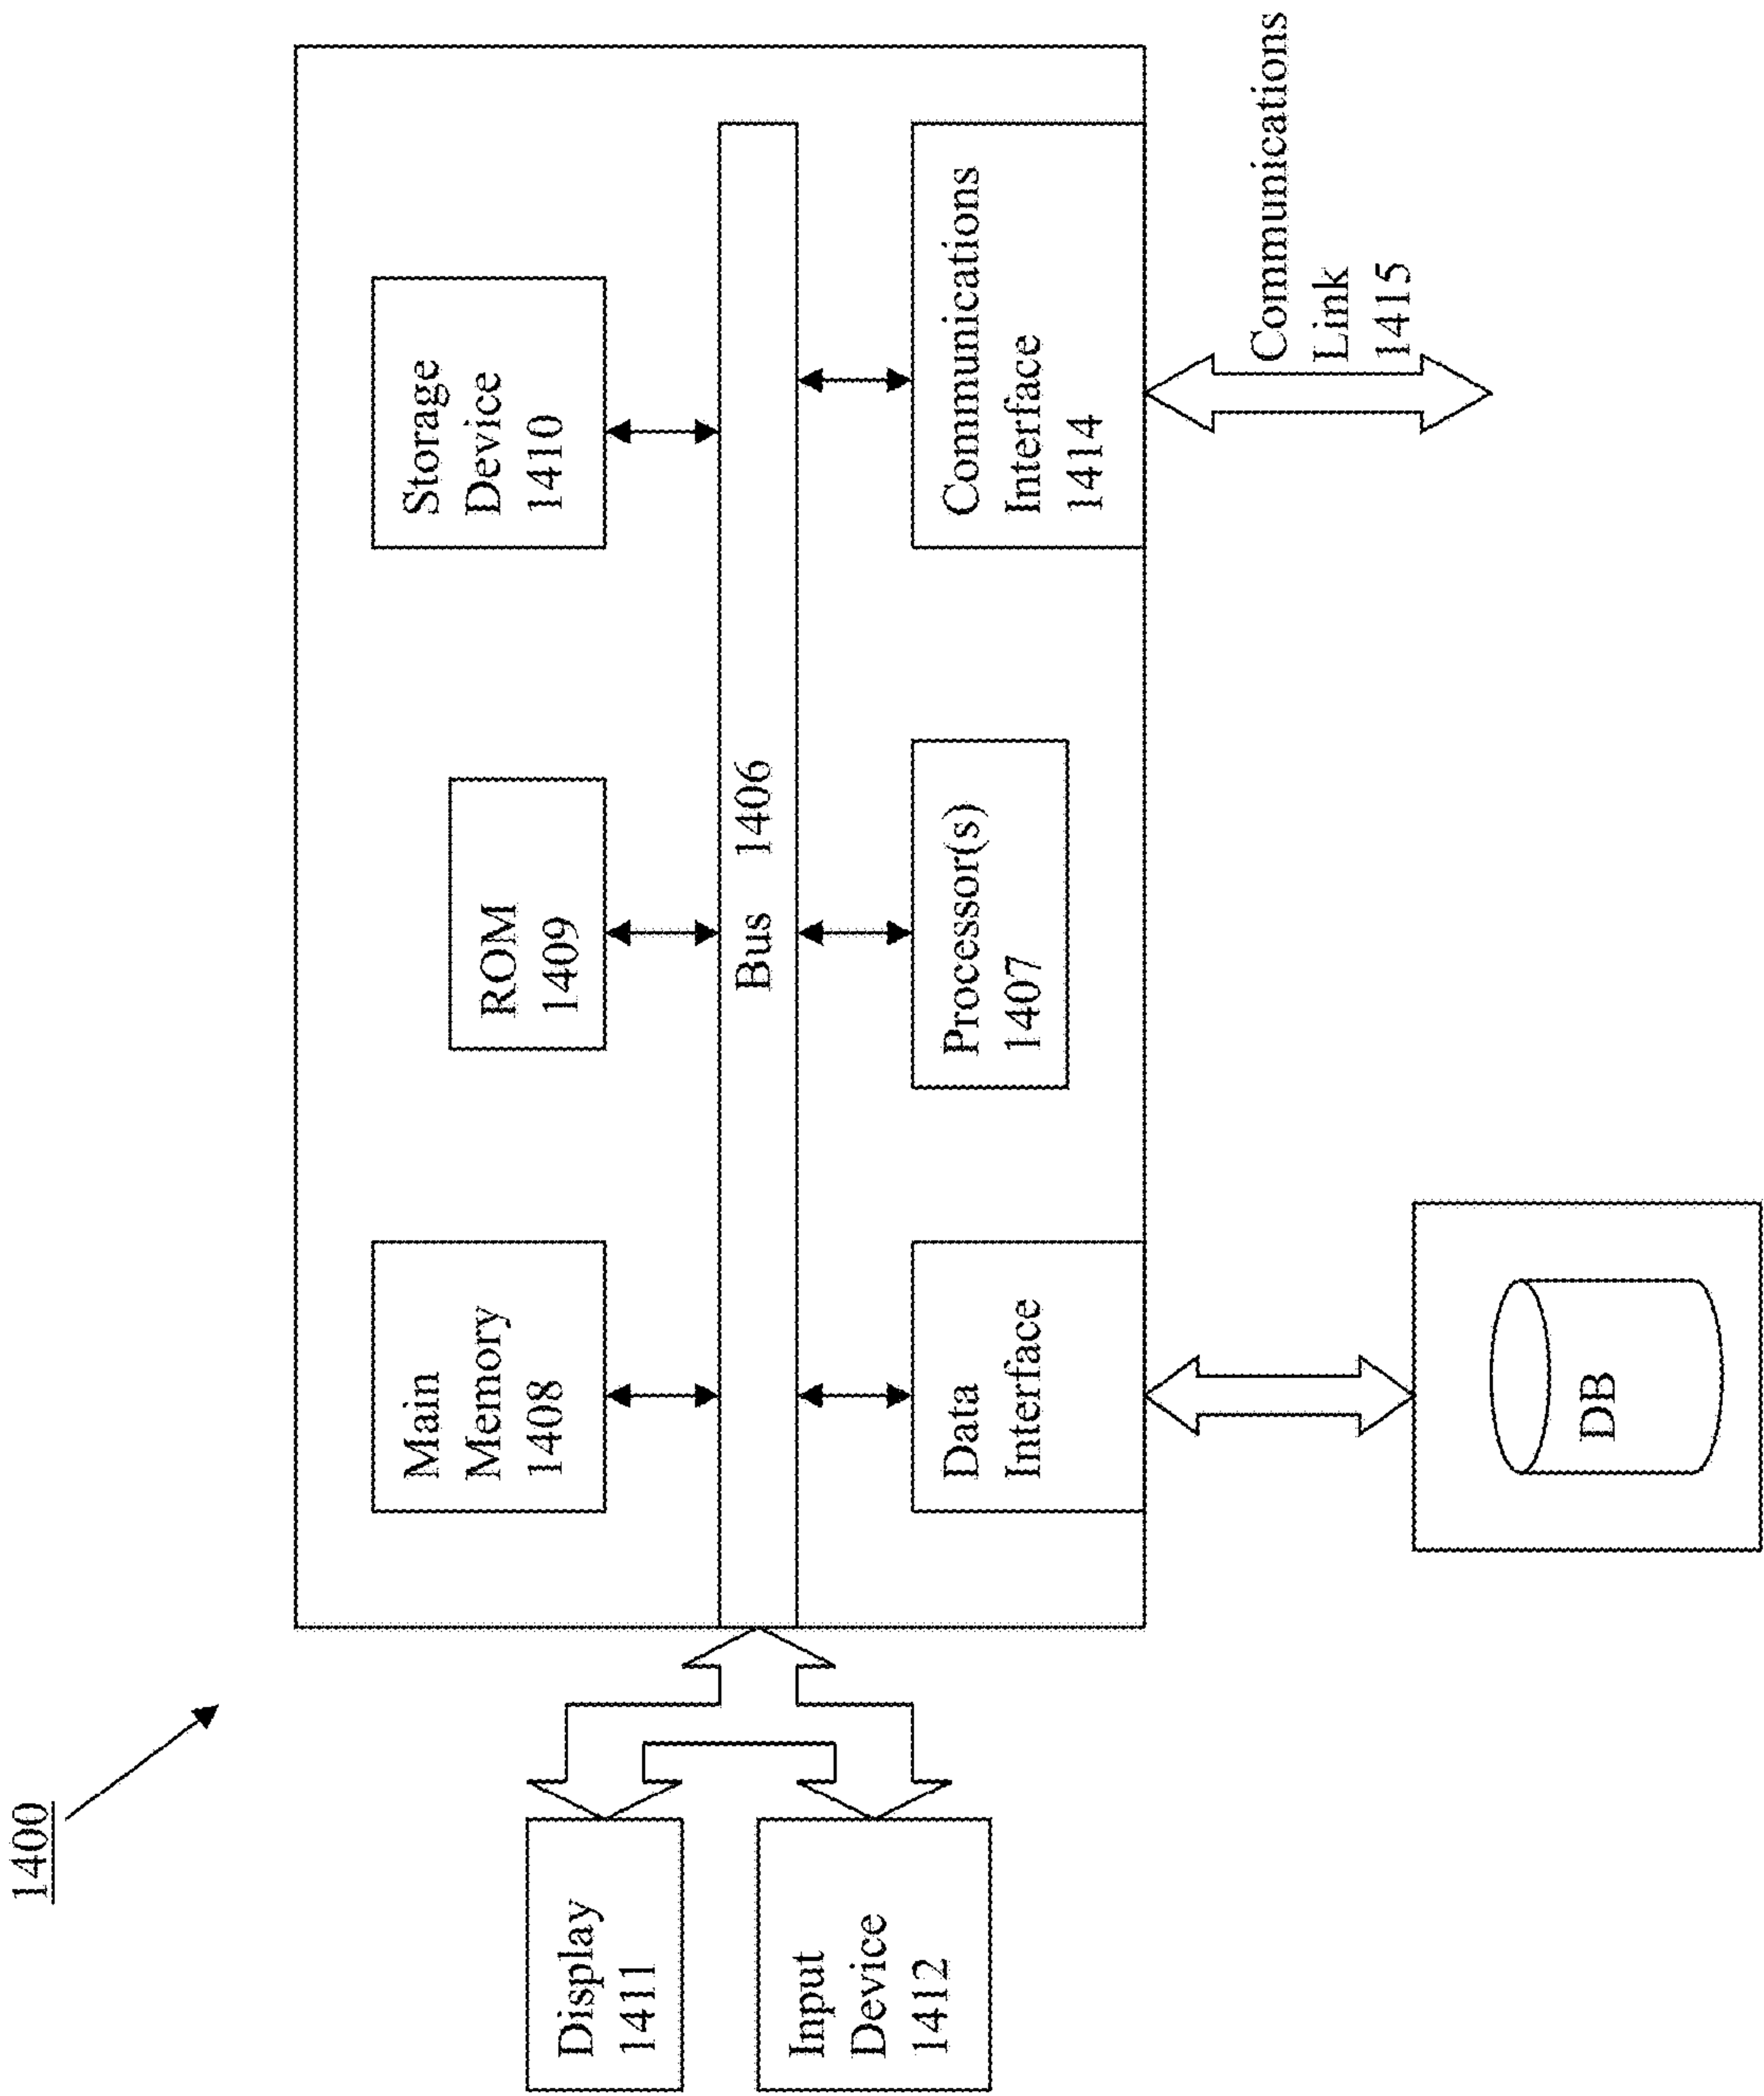 1400
Main
Memory
1408
ROM
1409
Storage
Device
1410
Display
1411
Bus 1406
Input
Device
1412
Data
Interface
Processor(s)
1407
Communications
Interface
1414
Communications
Link
1415
DB